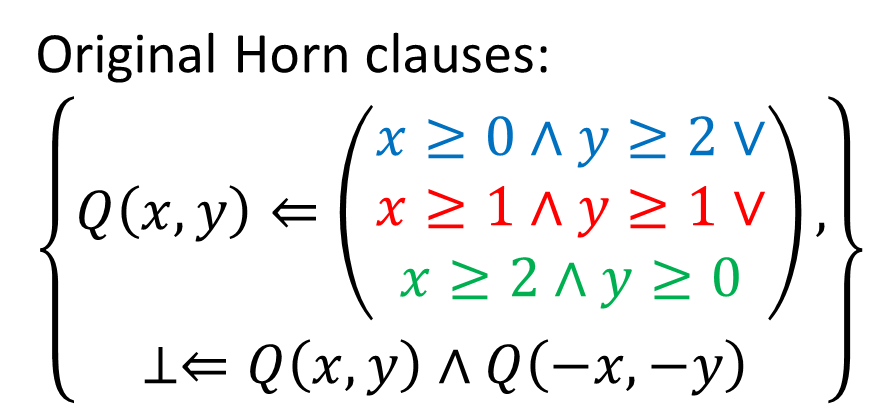 Original Horn clauses:
x ≥ 0 ∧ y ≥ 2 ∨
Q(x, y) ⇐ x ≥ 1 ∧ y ≥ 1 ∨ ,
x ≥ 2 ∧ y ≥ 0
⊥⇐ Q(x, y) ∧ Q(−x, −y)